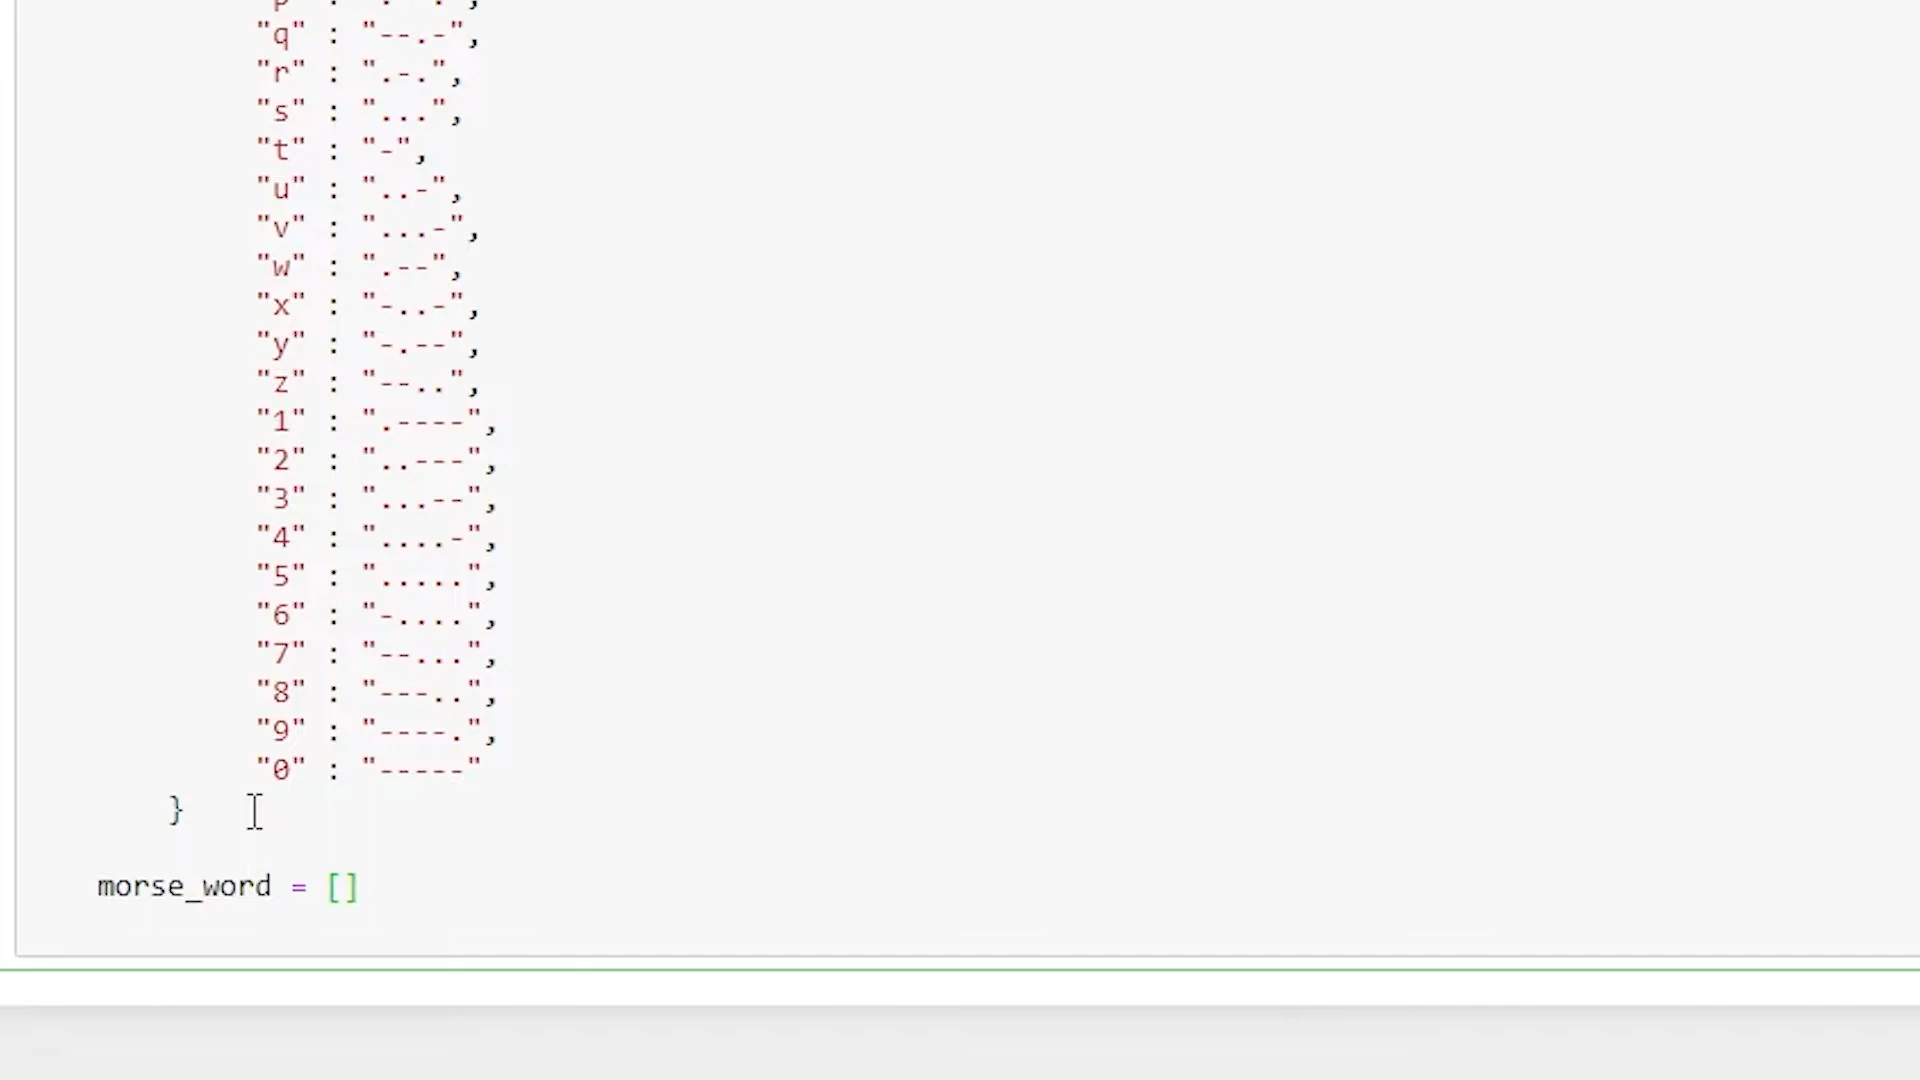 "q" : "--.-",
"r" : ".-.",
"s" : "...",
"t" : "-",
"u" : "..-",
"v" : "...-",
"w" : ".--",
"x" : "-..-",
"y" : "-.--",
"z" : "--..",
"1" : ".----",
"2" : "..---",
"3" : "...--",
"4" : "....-",
"5" : ".....",
"6" : "-....",
"7" : "--...",
"8" : "---..",
"9" : "----.",
"0" : "-----"
}
morse_word = []